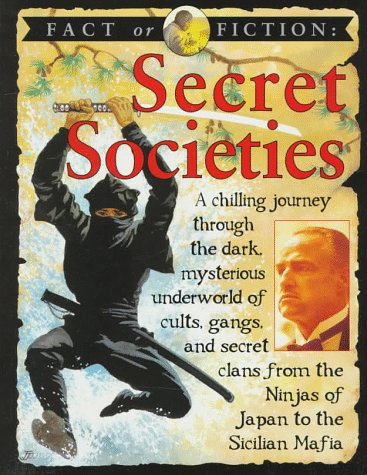 FACT or FICTION:
Secret
Societies
A chilling journey
through
the dark,
mysterious
underworld of
cults, gangs,
and secret
clans from the
Ninjas of
Japan to the
Sicilian Mafia